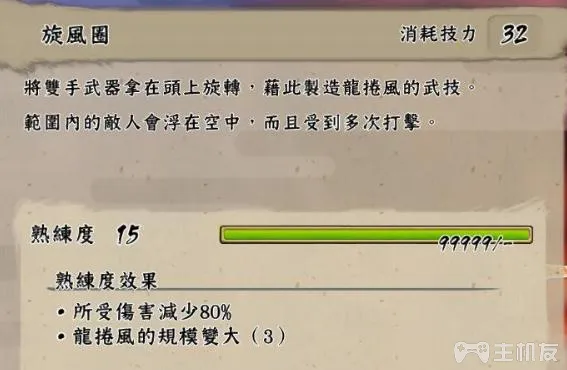 旋風圈 消耗技力 32
將雙手武器拿在頭上旋轉，藉此製造龍捲風的武技。
範圍內的敵人會浮在空中，而且受到多次打擊。
熟練度 15
99999/--
熟練度效果
・所受傷害減少80%
・龍捲風的規模變大（3）
主机友